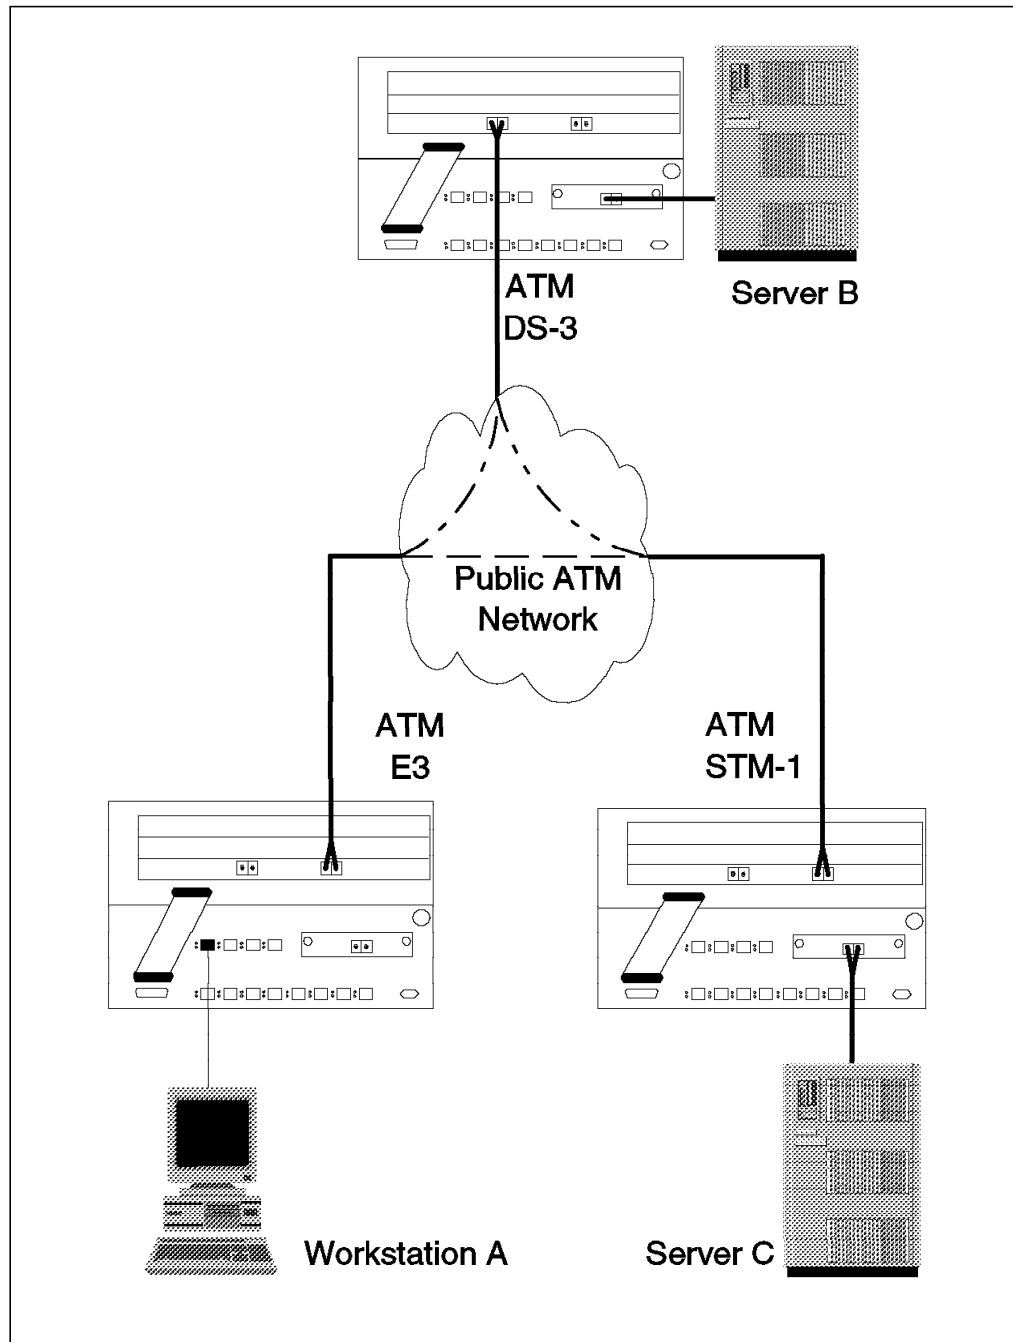 ATM
DS-3
Server B
Public ATM
Network
ATM
E3
ATM
STM-1
Workstation A
Server C